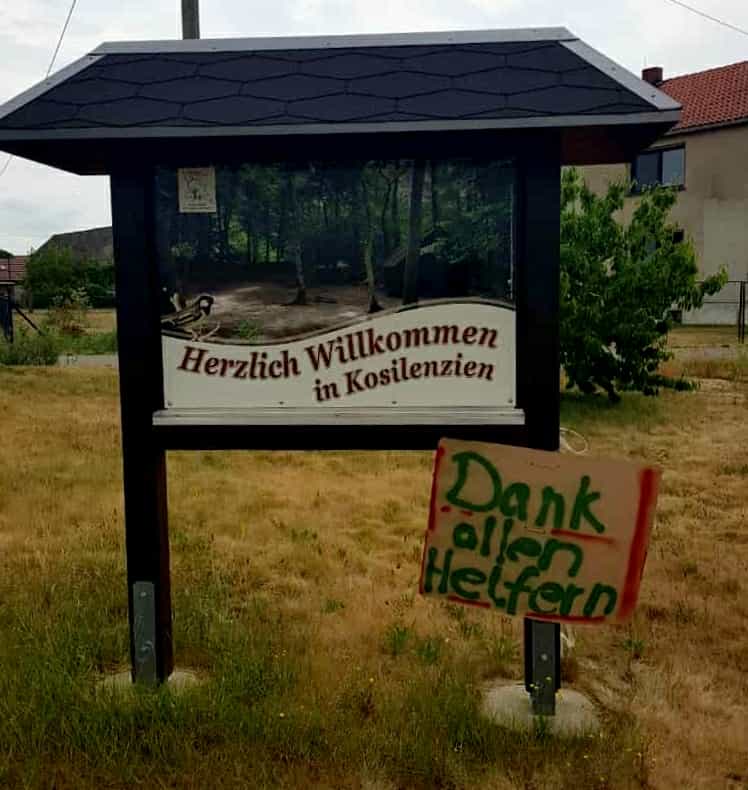 Herzlich Willkommen
in Kosilenzien
Dank
allen
Helfern